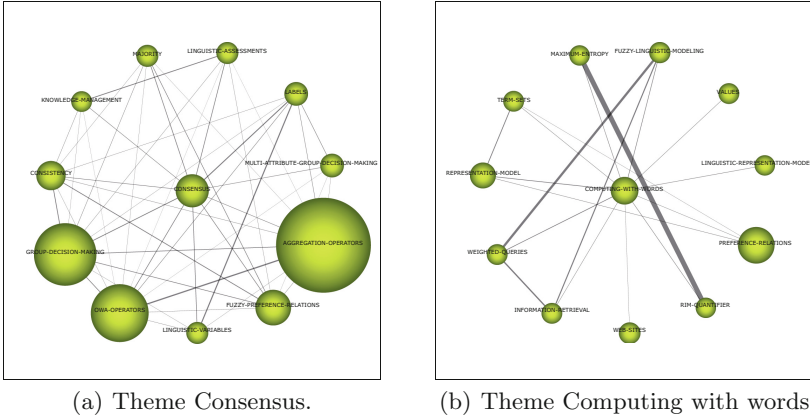 MAJORITY
LINGUISTIC-ASSESSMENTS
LABELS
KNOWLEDGE-MANAGEMENT
MULTI-ATTRIBUTE-GROUP-DECISION-MAKING
CONSISTENCY
CONSENSUS
AGGREGATION-OPERATORS
GROUP-DECISION-MAKING
FUZZY-PREFERENCE-RELATIONS
OWA-OPERATORS
LINGUISTIC-VARIABLES
(a) Theme Consensus.
MAXIMUM-ENTROPY
FUZZY-LINGUISTIC-MODELING
VALUES
TERM-SETS
LINGUISTIC-REPRESENTATION-MODE
REPRESENTATION-MODEL
COMPUTING-WITH-WORDS
PREFERENCE-RELATIONS
WEIGHTED-QUERIES
RIM-QUANTIFIER
INFORMATION-RETRIEVAL
WEB-SITES
(b) Theme Computing with words